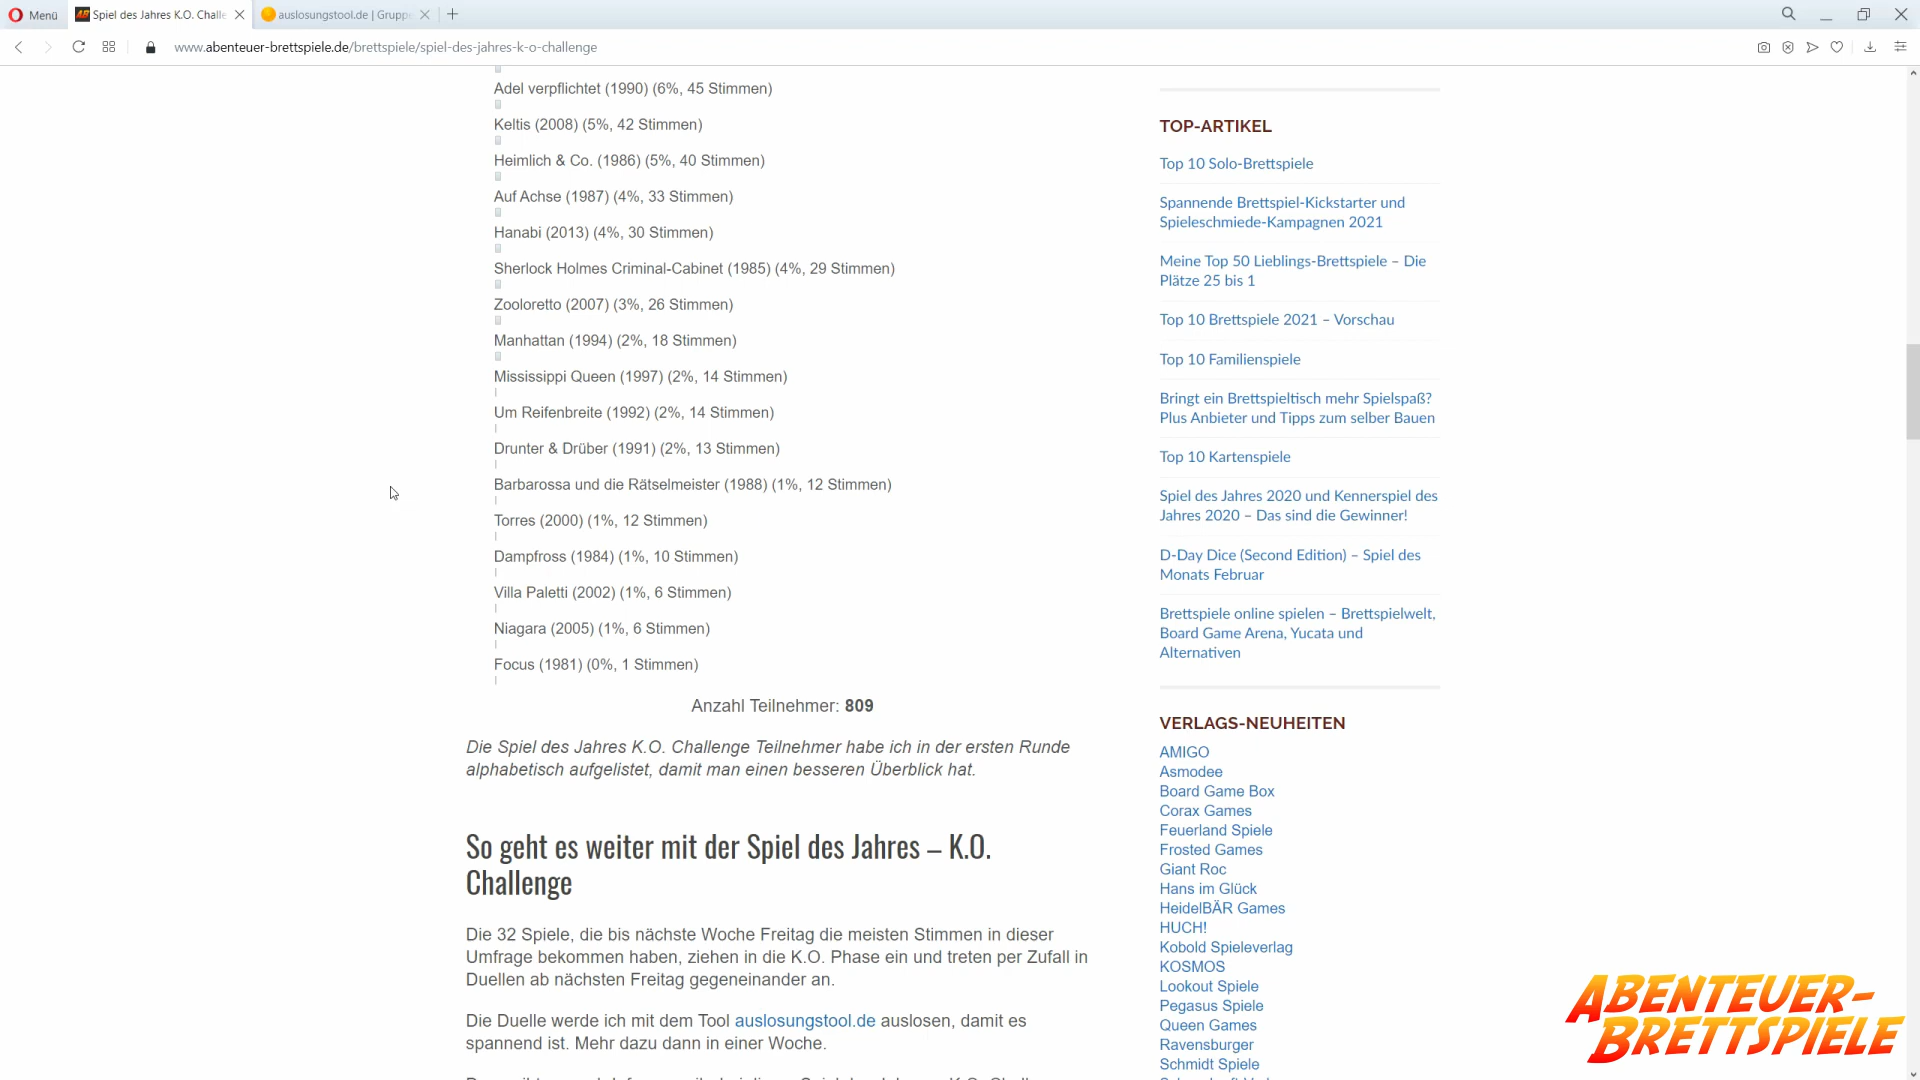 Menü
Spiel des Jahres K.O. Challe
auslosungstool.de | Grupp
www.abenteuer-brettspiele.de/brettspiele/spiel-des-jahres-k-o-challenge
Adel verpflichtet (1990) (6%, 45 Stimmen)
Keltis (2008) (5%, 42 Stimmen)
Heimlich & Co. (1986) (5%, 40 Stimmen)
Auf Achse (1987) (4%, 33 Stimmen)
Hanabi (2013) (4%, 30 Stimmen)
Sherlock Holmes Criminal-Cabinet (1985) (4%, 29 Stimmen)
Zooloretto (2007) (3%, 26 Stimmen)
Manhattan (1994) (2%, 18 Stimmen)
Mississippi Queen (1997) (2%, 14 Stimmen)
Um Reifenbreite (1992) (2%, 14 Stimmen)
Drunter & Drüber (1991) (2%, 13 Stimmen)
Barbarossa und die Rätselmeister (1988) (1%, 12 Stimmen)
Torres (2000) (1%, 12 Stimmen)
Dampfross (1984) (1%, 10 Stimmen)
Villa Paletti (2002) (1%, 6 Stimmen)
Niagara (2005) (1%, 6 Stimmen)
Focus (1981) (0%, 1 Stimmen)
Anzahl Teilnehmer: 809
Die Spiel des Jahres K.O. Challenge Teilnehmer habe ich in der ersten Runde
alphabetisch aufgelistet, damit man einen besseren Überblick hat.
So geht es weiter mit der Spiel des Jahres – K.O.
Challenge
Die 32 Spiele, die bis nächste Woche Freitag die meisten Stimmen in dieser
Umfrage bekommen haben, ziehen in die K.O. Phase ein und treten per Zufall in
Duellen ab nächsten Freitag gegeneinander an.
Die Duelle werde ich mit dem Tool auslosungstool.de auslosen, damit es
spannend ist. Mehr dazu dann in einer Woche.
TOP-ARTIKEL
Top 10 Solo-Brettspiele
Spannende Brettspiel-Kickstarter und
Spieleschmiede-Kampagnen 2021
Meine Top 50 Lieblings-Brettspiele – Die
Plätze 25 bis 1
Top 10 Brettspiele 2021 – Vorschau
Top 10 Familienspiele
Bringt ein Brettspieltisch mehr Spielspaß?
Plus Anbieter und Tipps zum selber Bauen
Top 10 Kartenspiele
Spiel des Jahres 2020 und Kennerspiel des
Jahres 2020 – Das sind die Gewinner!
D-Day Dice (Second Edition) – Spiel des
Monats Februar
Brettspiele online spielen – Brettspielwelt,
Board Game Arena, Yucata und
Alternativen
VERLAGS-NEUHEITEN
AMIGO
Asmodee
Board Game Box
Corax Games
Feuerland Spiele
Frosted Games
Giant Roc
Hans im Glück
HeidelBÄR Games
HUCH!
Kobold Spieleverlag
KOSMOS
Lookout Spiele
Pegasus Spiele
Queen Games
Ravensburger
Schmidt Spiele
ABENTEUER-
BRETTSPIELE